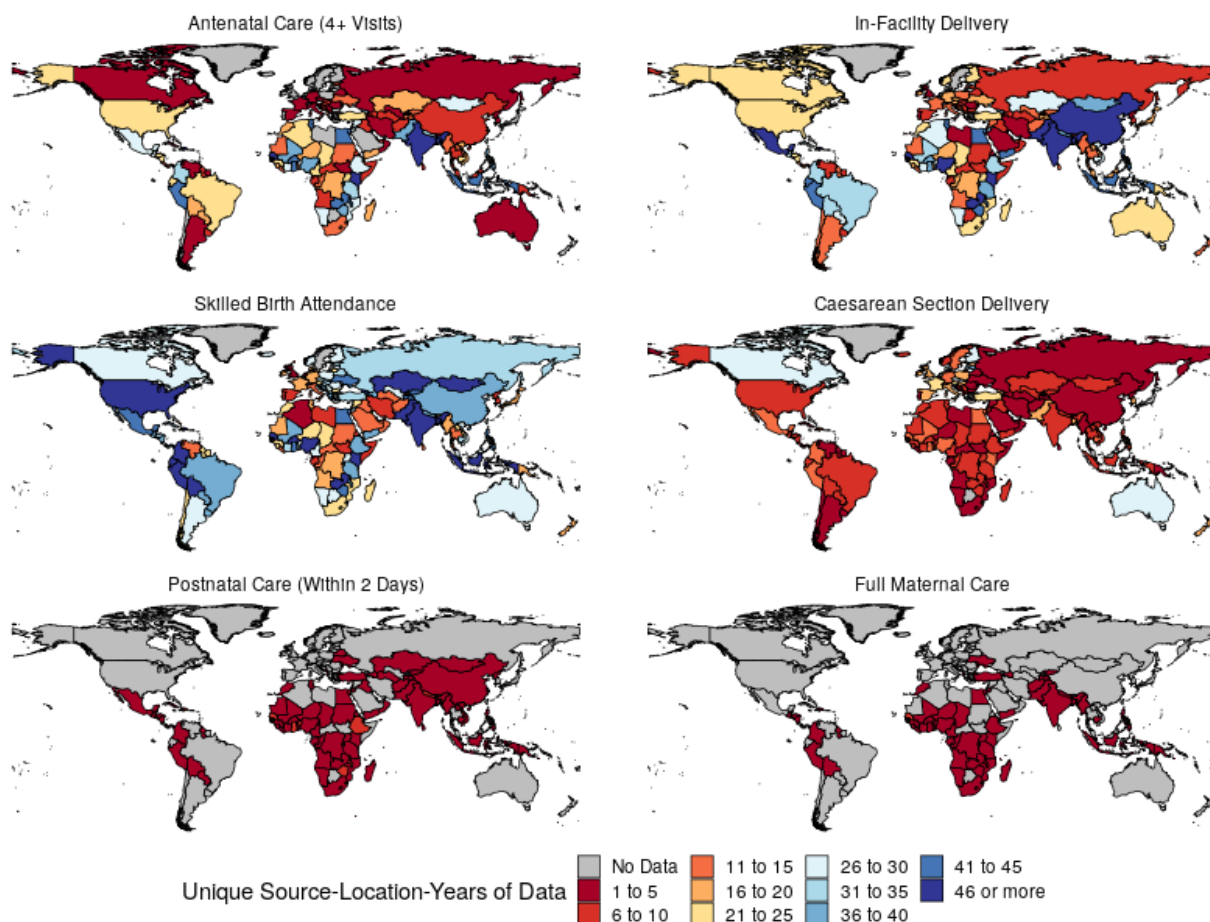 Antenatal Care (4+ Visits)
In-Facility Delivery
Skilled Birth Attendance
Caesarean Section Delivery
Postnatal Care (Within 2 Days)
Full Maternal Care
Unique Source-Location-Years of Data
No Data
1 to 5
6 to 10
11 to 15
16 to 20
21 to 25
26 to 30
31 to 35
36 to 40
41 to 45
46 or more